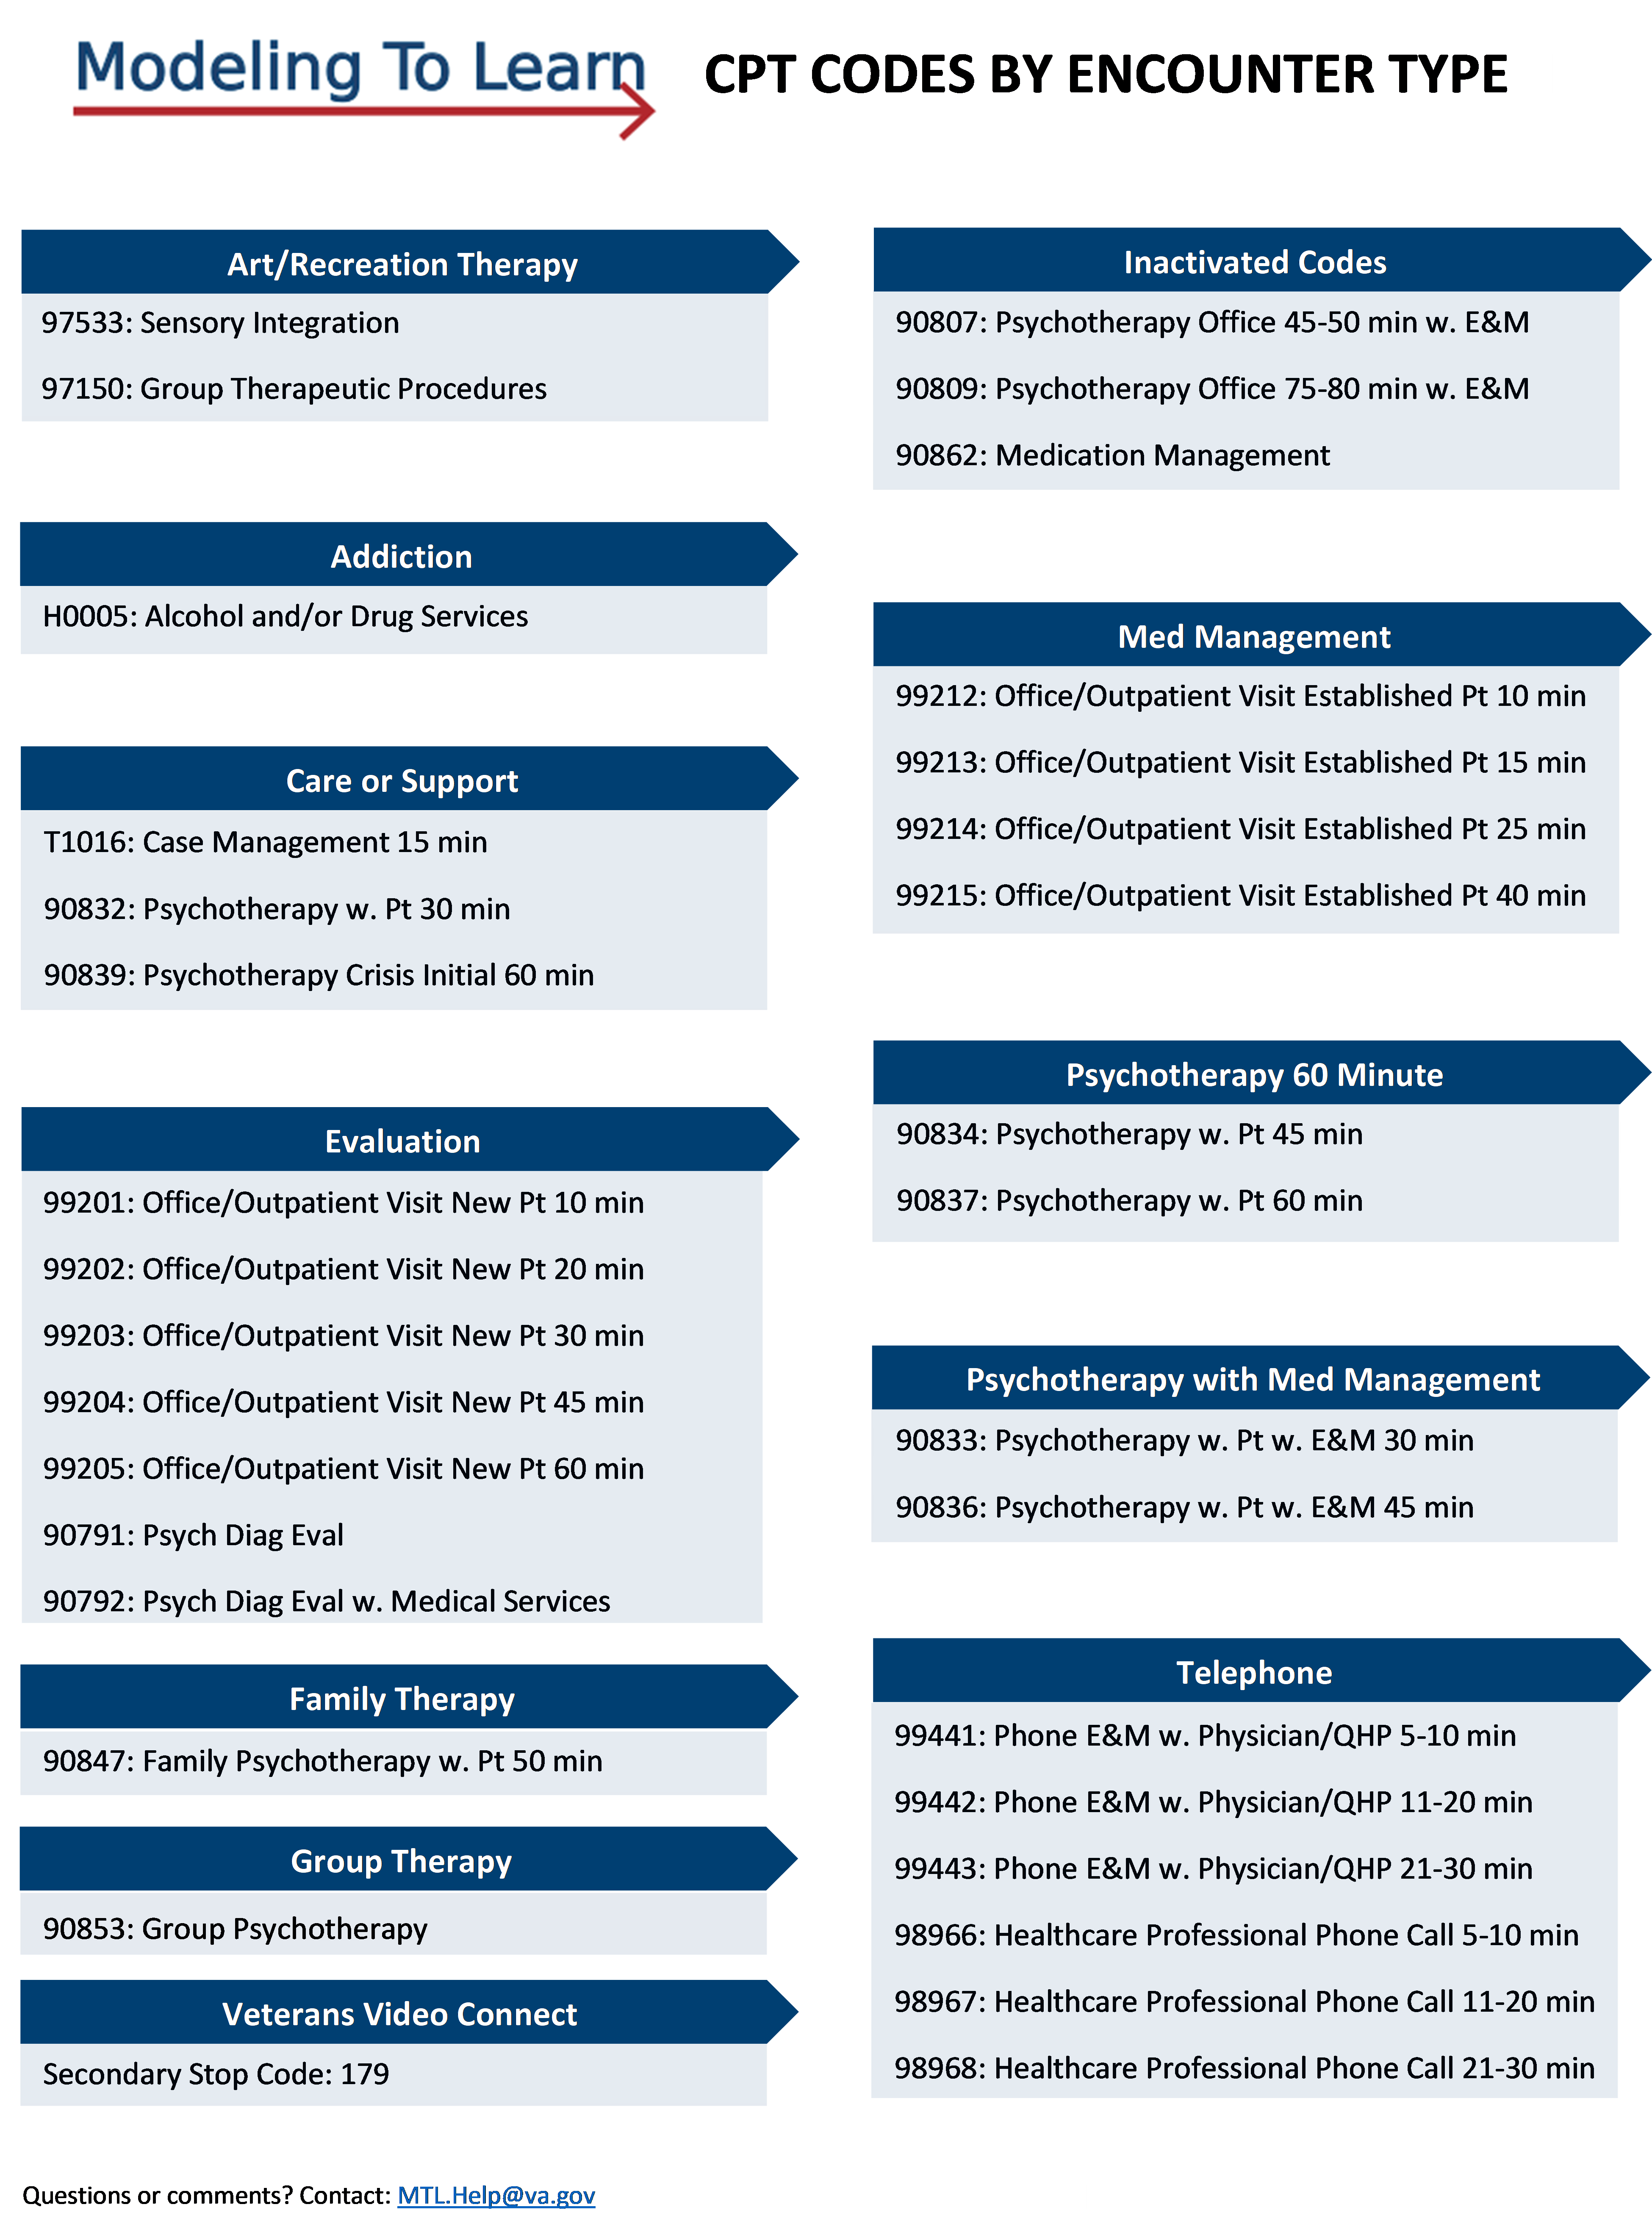 Modeling To Learn
CPT CODES BY ENCOUNTER TYPE
Art/Recreation Therapy
97533: Sensory Integration
97150: Group Therapeutic Procedures
Addiction
H0005: Alcohol and/or Drug Services
Care or Support
T1016: Case Management 15 min
90832: Psychotherapy w. Pt 30 min
90839: Psychotherapy Crisis Initial 60 min
Evaluation
99201: Office/Outpatient Visit New Pt 10 min
99202: Office/Outpatient Visit New Pt 20 min
99203: Office/Outpatient Visit New Pt 30 min
99204: Office/Outpatient Visit New Pt 45 min
99205: Office/Outpatient Visit New Pt 60 min
90791: Psych Diag Eval
90792: Psych Diag Eval w. Medical Services
Family Therapy
90847: Family Psychotherapy w. Pt 50 min
Group Therapy
90853: Group Psychotherapy
Veterans Video Connect
Secondary Stop Code: 179
Inactivated Codes
90807: Psychotherapy Office 45-50 min w. E&M
90809: Psychotherapy Office 75-80 min w. E&M
90862: Medication Management
Med Management
99212: Office/Outpatient Visit Established Pt 10 min
99213: Office/Outpatient Visit Established Pt 15 min
99214: Office/Outpatient Visit Established Pt 25 min
99215: Office/Outpatient Visit Established Pt 40 min
Psychotherapy 60 Minute
90834: Psychotherapy w. Pt 45 min
90837: Psychotherapy w. Pt 60 min
Psychotherapy with Med Management
90833: Psychotherapy w. Pt w. E&M 30 min
90836: Psychotherapy w. Pt w. E&M 45 min
Telephone
99441: Phone E&M w. Physician/QHP 5-10 min
99442: Phone E&M w. Physician/QHP 11-20 min
99443: Phone E&M w. Physician/QHP 21-30 min
98966: Healthcare Professional Phone Call 5-10 min
98967: Healthcare Professional Phone Call 11-20 min
98968: Healthcare Professional Phone Call 21-30 min
Questions or comments? Contact: MTL.Help@va.gov